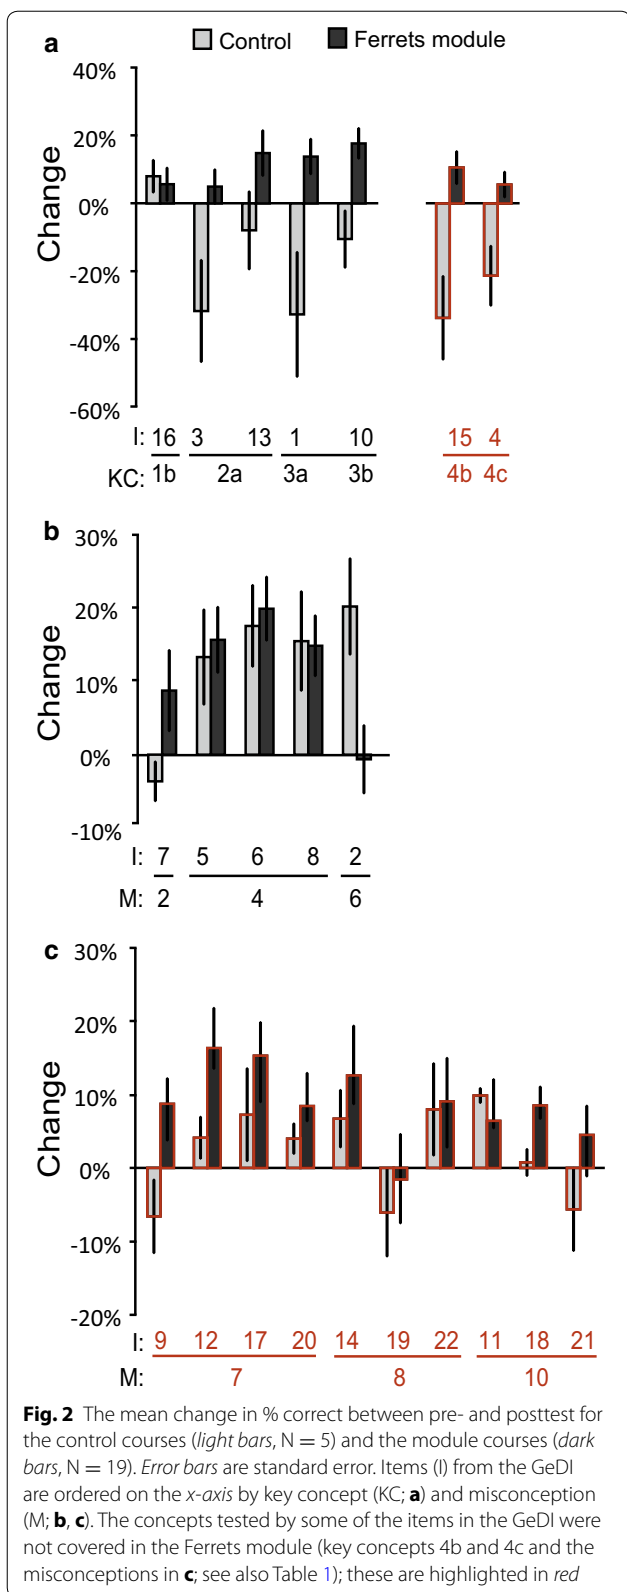 a
Control Ferrets module
40%
20%
0%
-20%
-40%
-60%
Change
I: 16 3 13 1 10 15 4
KC: 1b 2a 3a 3b 4b 4c
b
30%
20%
10%
0%
-10%
Change
I: 7 5 6 8 2
M: 2 4 6
c
30%
20%
10%
0%
-10%
-20%
Change
I: 9 12 17 20 14 19 22 11 18 21
M: 7 8 10
Fig. 2 The mean change in % correct between pre- and posttest for
the control courses (light bars, N = 5) and the module courses (dark
bars, N = 19). Error bars are standard error. Items (I) from the GeDI
are ordered on the x-axis by key concept (KC; a) and misconception
(M; b, c). The concepts tested by some of the items in the GeDI were
not covered in the Ferrets module (key concepts 4b and 4c and the
misconceptions in c; see also Table 1); these are highlighted in red